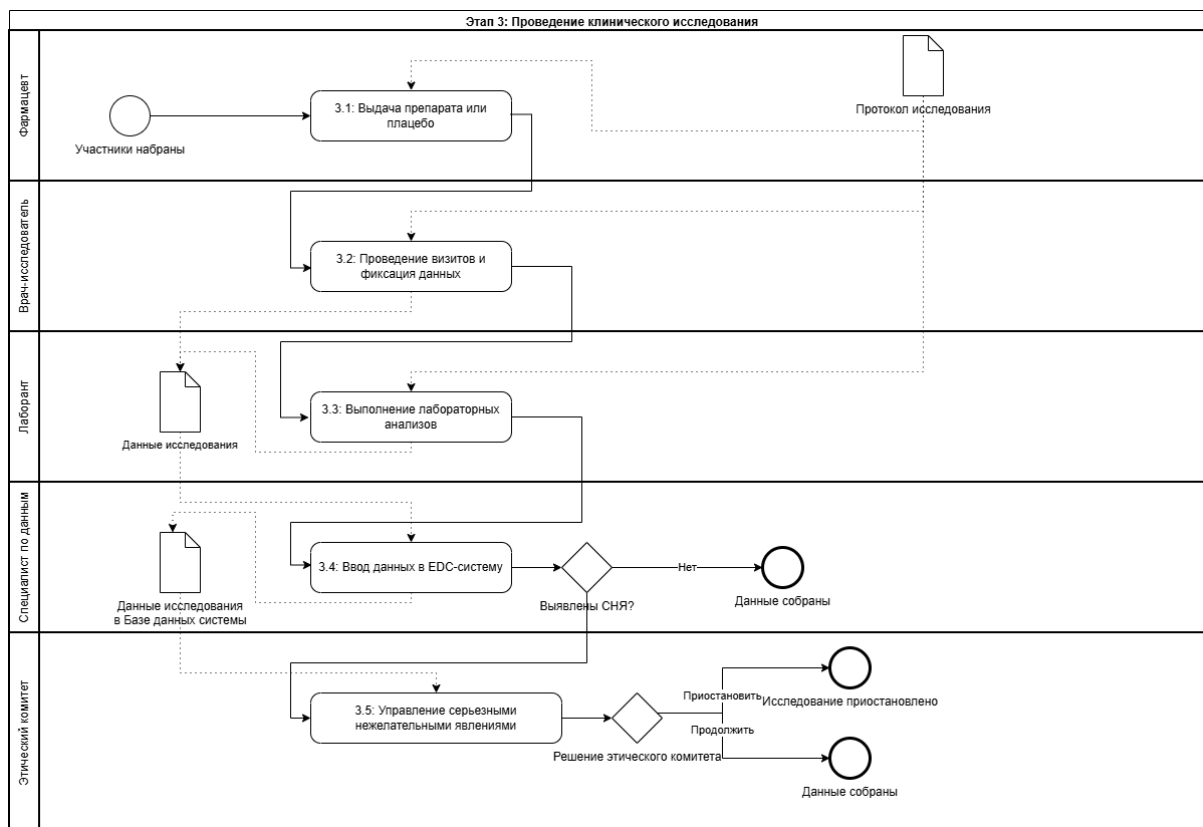 Этап 3: Проведение клинического исследования
Фармацевт
3.1: Выдача препарата или
плацебо
Протокол исследования
Участники набраны
Врач-исследователь
3.2: Проведение визитов и
фиксация данных
Лаборант
3.3: Выполнение лабораторных
анализов
Данные исследования
Специалист по данным
3.4: Ввод данных в EDC-систему
Нет
Выявлены СНЯ?
Данные собраны
Данные исследования
в Базе данных системы
Этический комитет
3.5: Управление серьезными
нежелательными явлениями
Приостановить
Исследование приостановлено
Продолжить
Решение этического комитета
Данные собраны